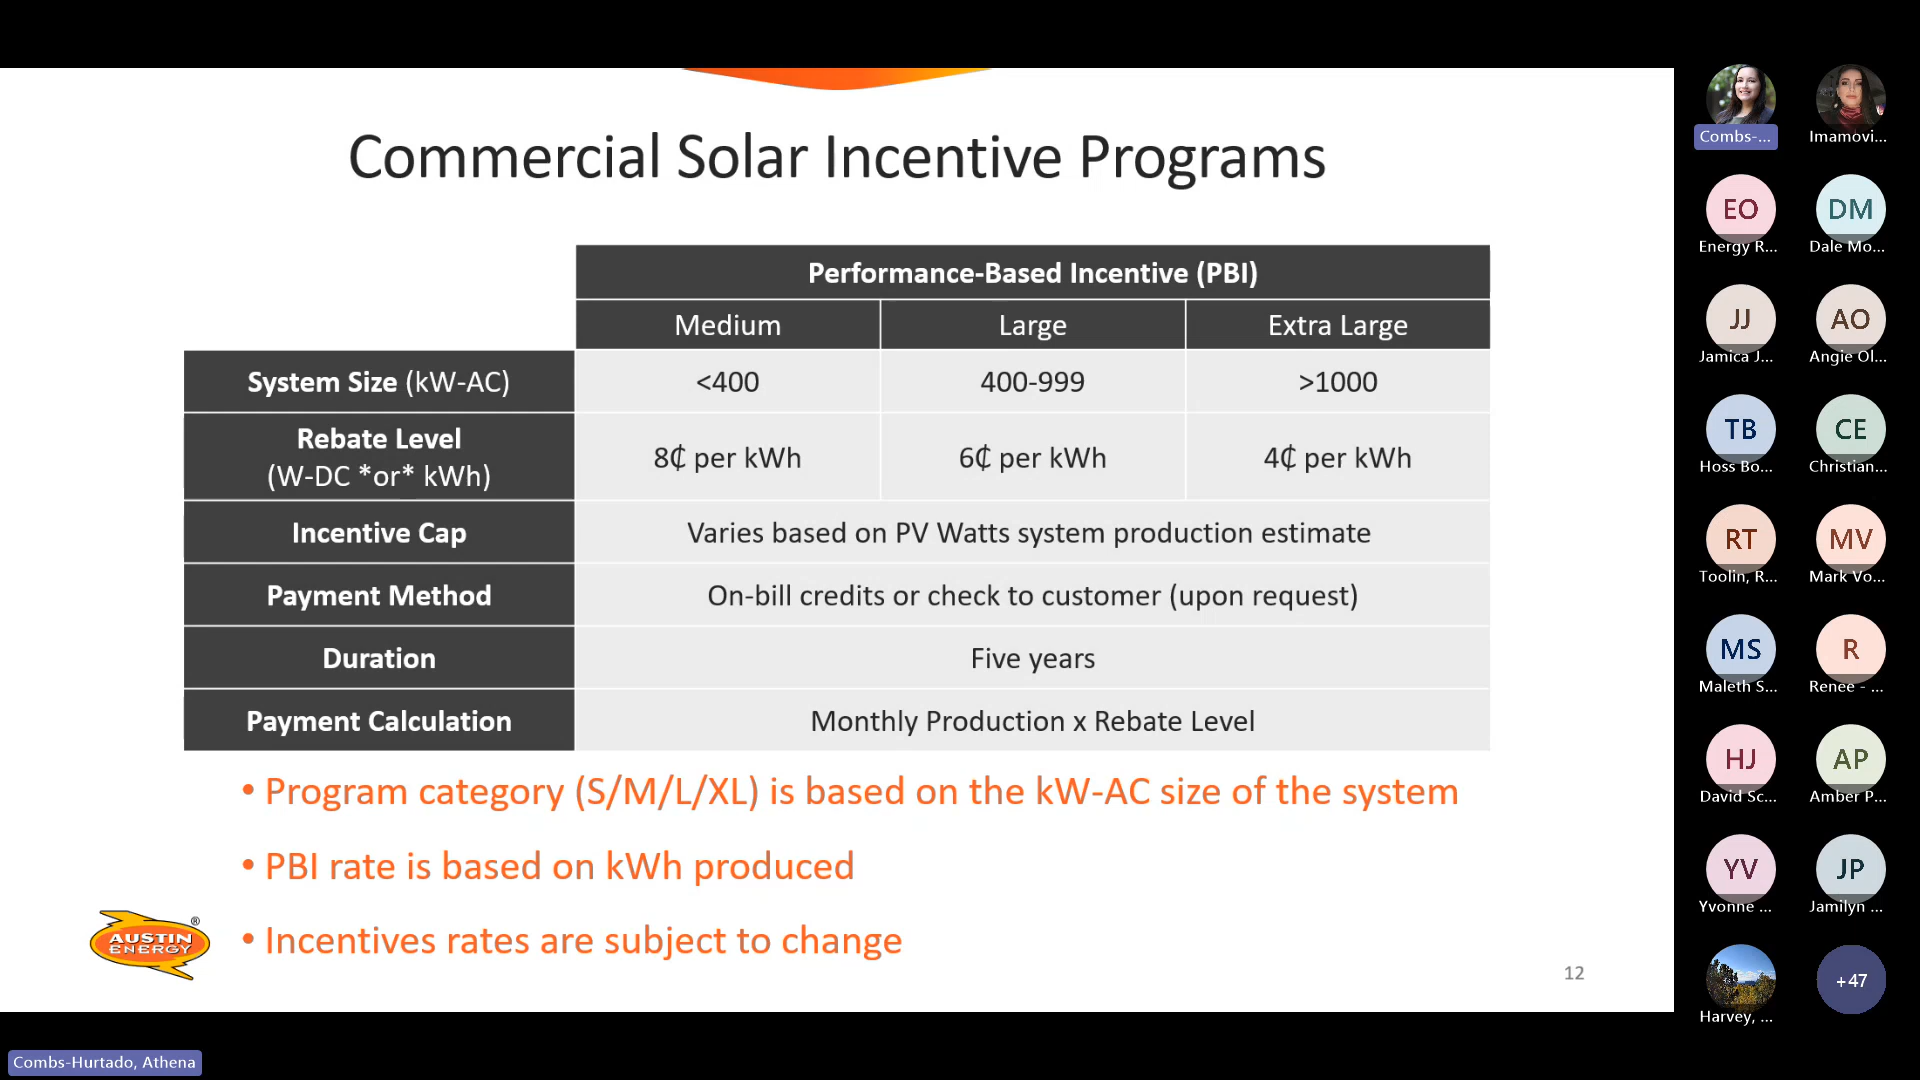 Commercial Solar Incentive Programs
Performance-Based Incentive (PBI)
Medium
Large
Extra Large
System Size (kW-AC)
<400
400-999
>1000
Rebate Level
(W-DC *or* kWh)
8₵ per kWh
6₵ per kWh
4₵ per kWh
Incentive Cap
Varies based on PV Watts system production estimate
Payment Method
On-bill credits or check to customer (upon request)
Duration
Five years
Payment Calculation
Monthly Production x Rebate Level
• Program category (S/M/L/XL) is based on the kW-AC size of the system
• PBI rate is based on kWh produced
• Incentives rates are subject to change
AUSTIN
ENERGY
®
12
Combs-...
Imamovi...
EO
Energy R...
DM
Dale Mo...
JJ
Jamica J...
AO
Angie Ol...
TB
Hoss Bo...
CE
Christian...
RT
Toolin, R...
MV
Mark Vo...
MS
Maleth S...
R
Renee - ...
HJ
David Sc...
AP
Amber P...
YV
Yvonne ...
JP
Jamilyn ...
Harvey, ...
+47
Combs-Hurtado, Athena